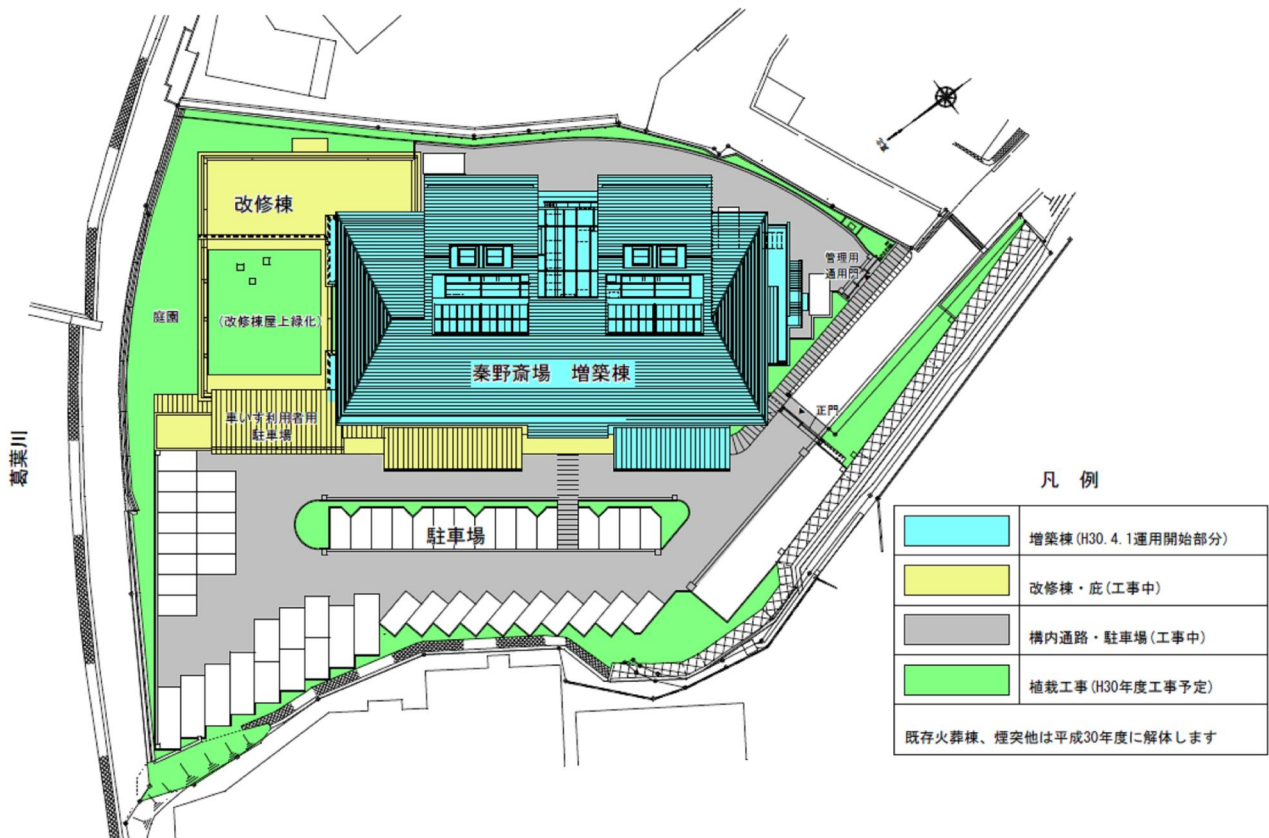 改修棟
管理用
通用門
庭園
(改修棟屋上緑化)
秦野斎場 増築棟
車いす利用者用
駐車場
正門
葛葉川
駐車場
凡 例
増築棟(H30.4.1運用開始部分)
改修棟・庇(工事中)
構内通路・駐車場(工事中)
植栽工事(H30年度工事予定)
既存火葬棟、煙突他は平成30年度に解体します